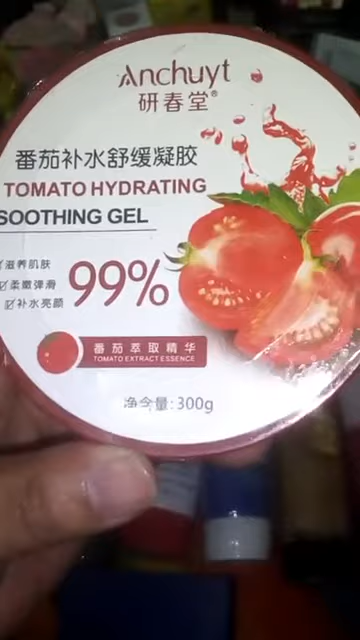 Anchuyt
研春堂®
番茄补水舒缓凝胶
TOMATO HYDRATING
SOOTHING GEL
滋养肌肤
柔嫩弹滑
补水亮颜
99%
番茄萃取精华
TOMATO EXTRACT ESSENCE
净含量:300g